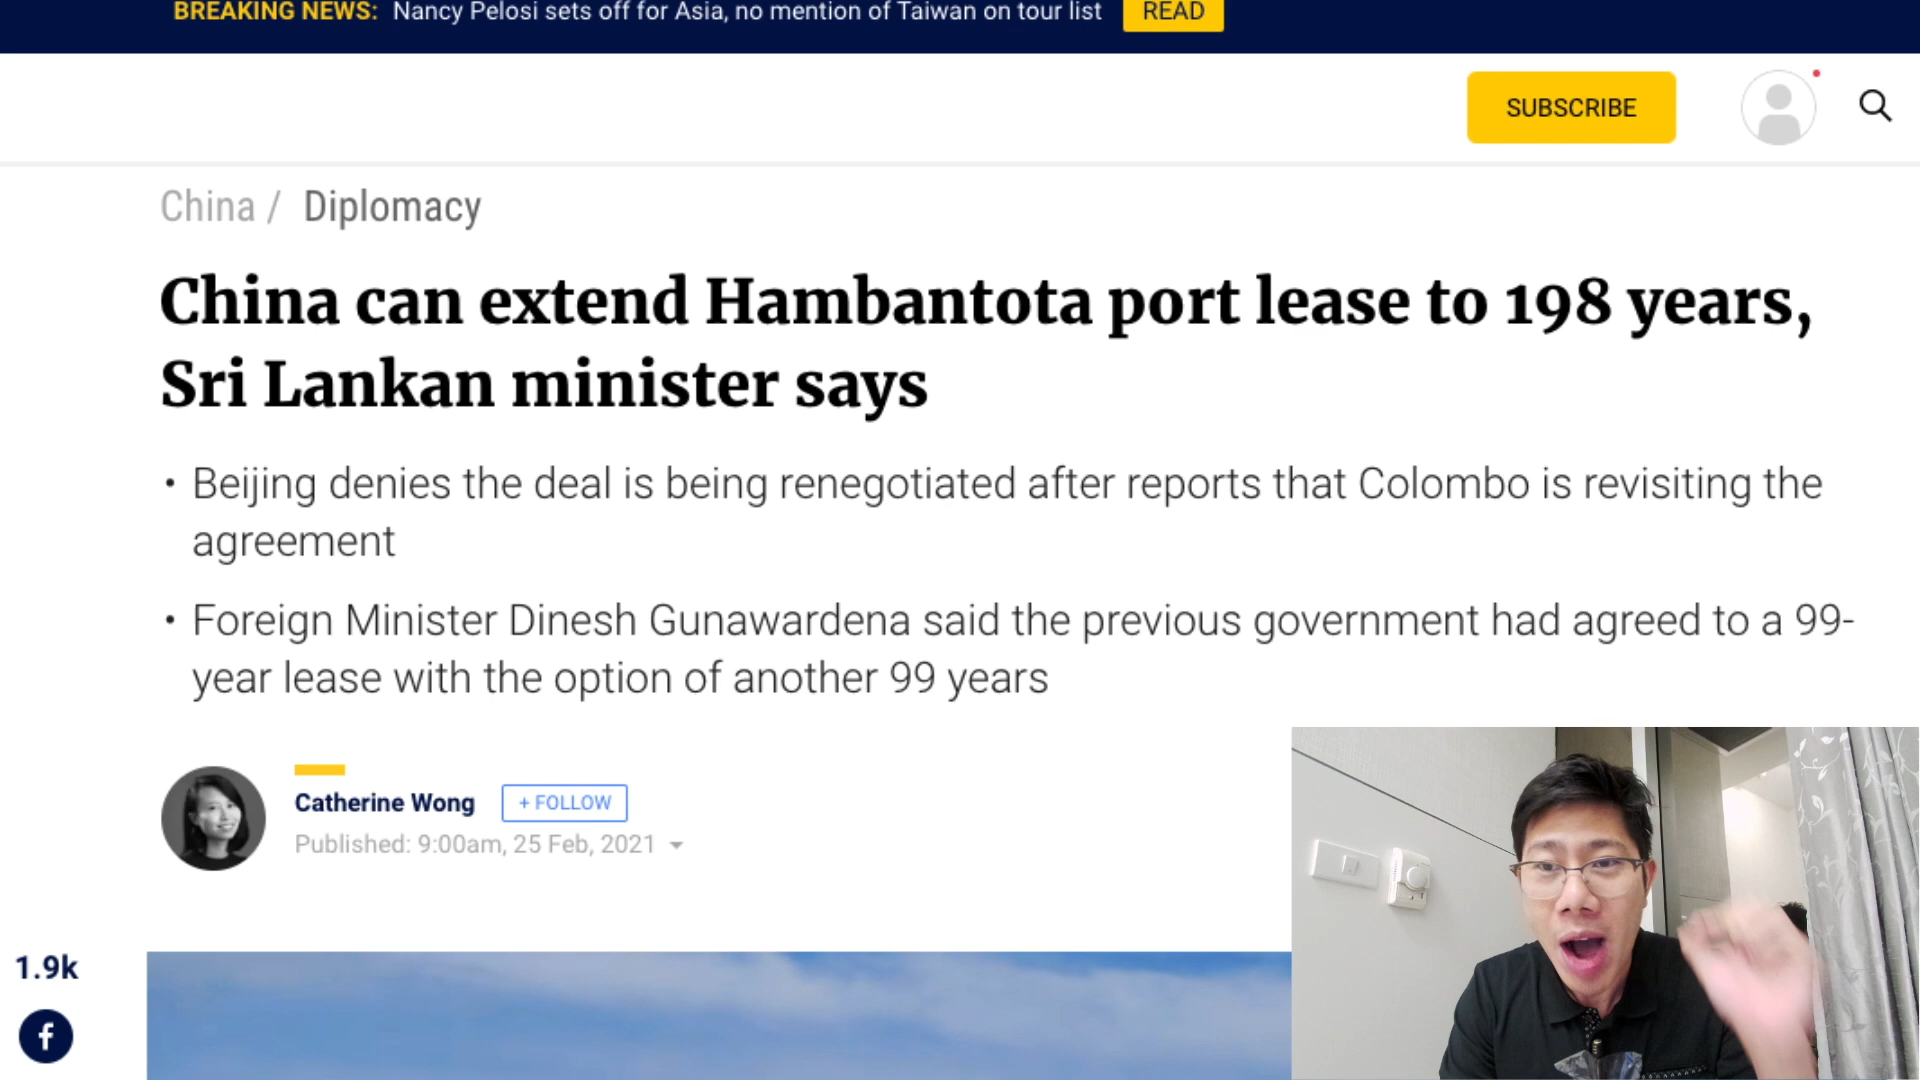 BREAKING NEWS: Nancy Pelosi sets off for Asia, no mention of Taiwan on tour list READ
SUBSCRIBE
China / Diplomacy
China can extend Hambantota port lease to 198 years,
Sri Lankan minister says
• Beijing denies the deal is being renegotiated after reports that Colombo is revisiting the
agreement
• Foreign Minister Dinesh Gunawardena said the previous government had agreed to a 99-
year lease with the option of another 99 years
Catherine Wong + FOLLOW
Published: 9:00am, 25 Feb, 2021
1.9k